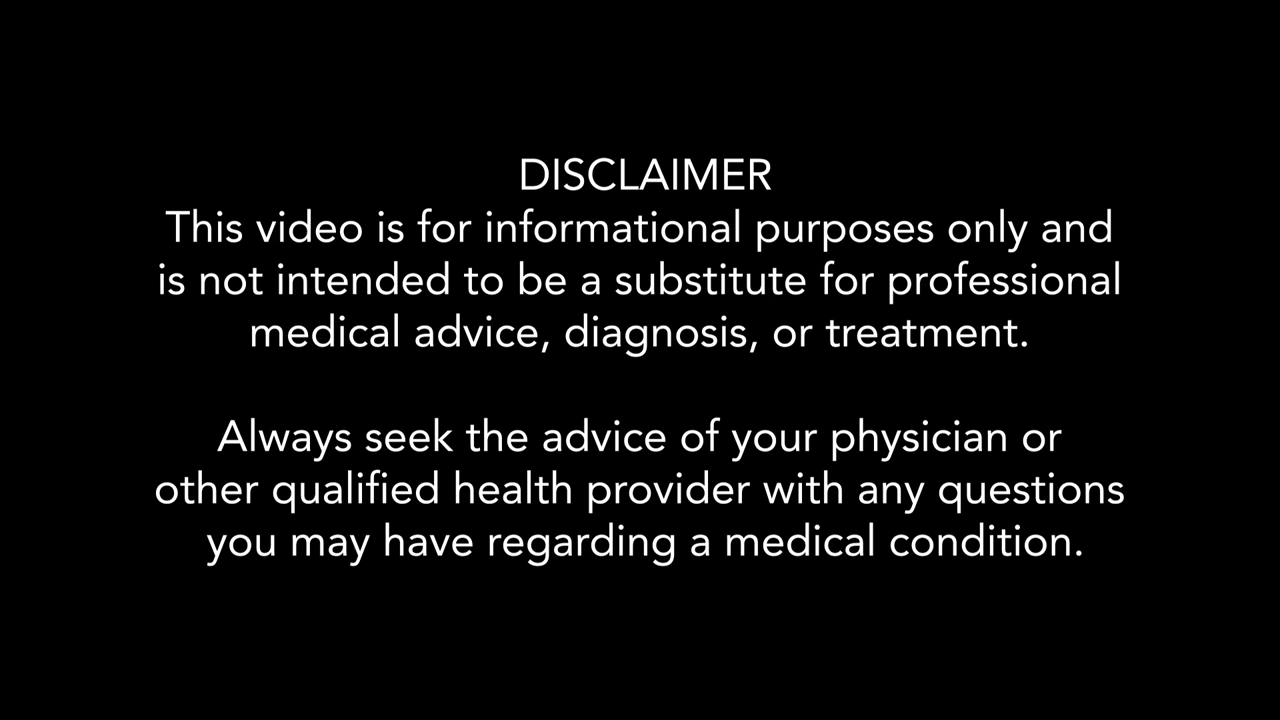 DISCLAIMER
This video is for informational purposes only and
is not intended to be a substitute for professional
medical advice, diagnosis, or treatment.
Always seek the advice of your physician or
other qualified health provider with any questions
you may have regarding a medical condition.